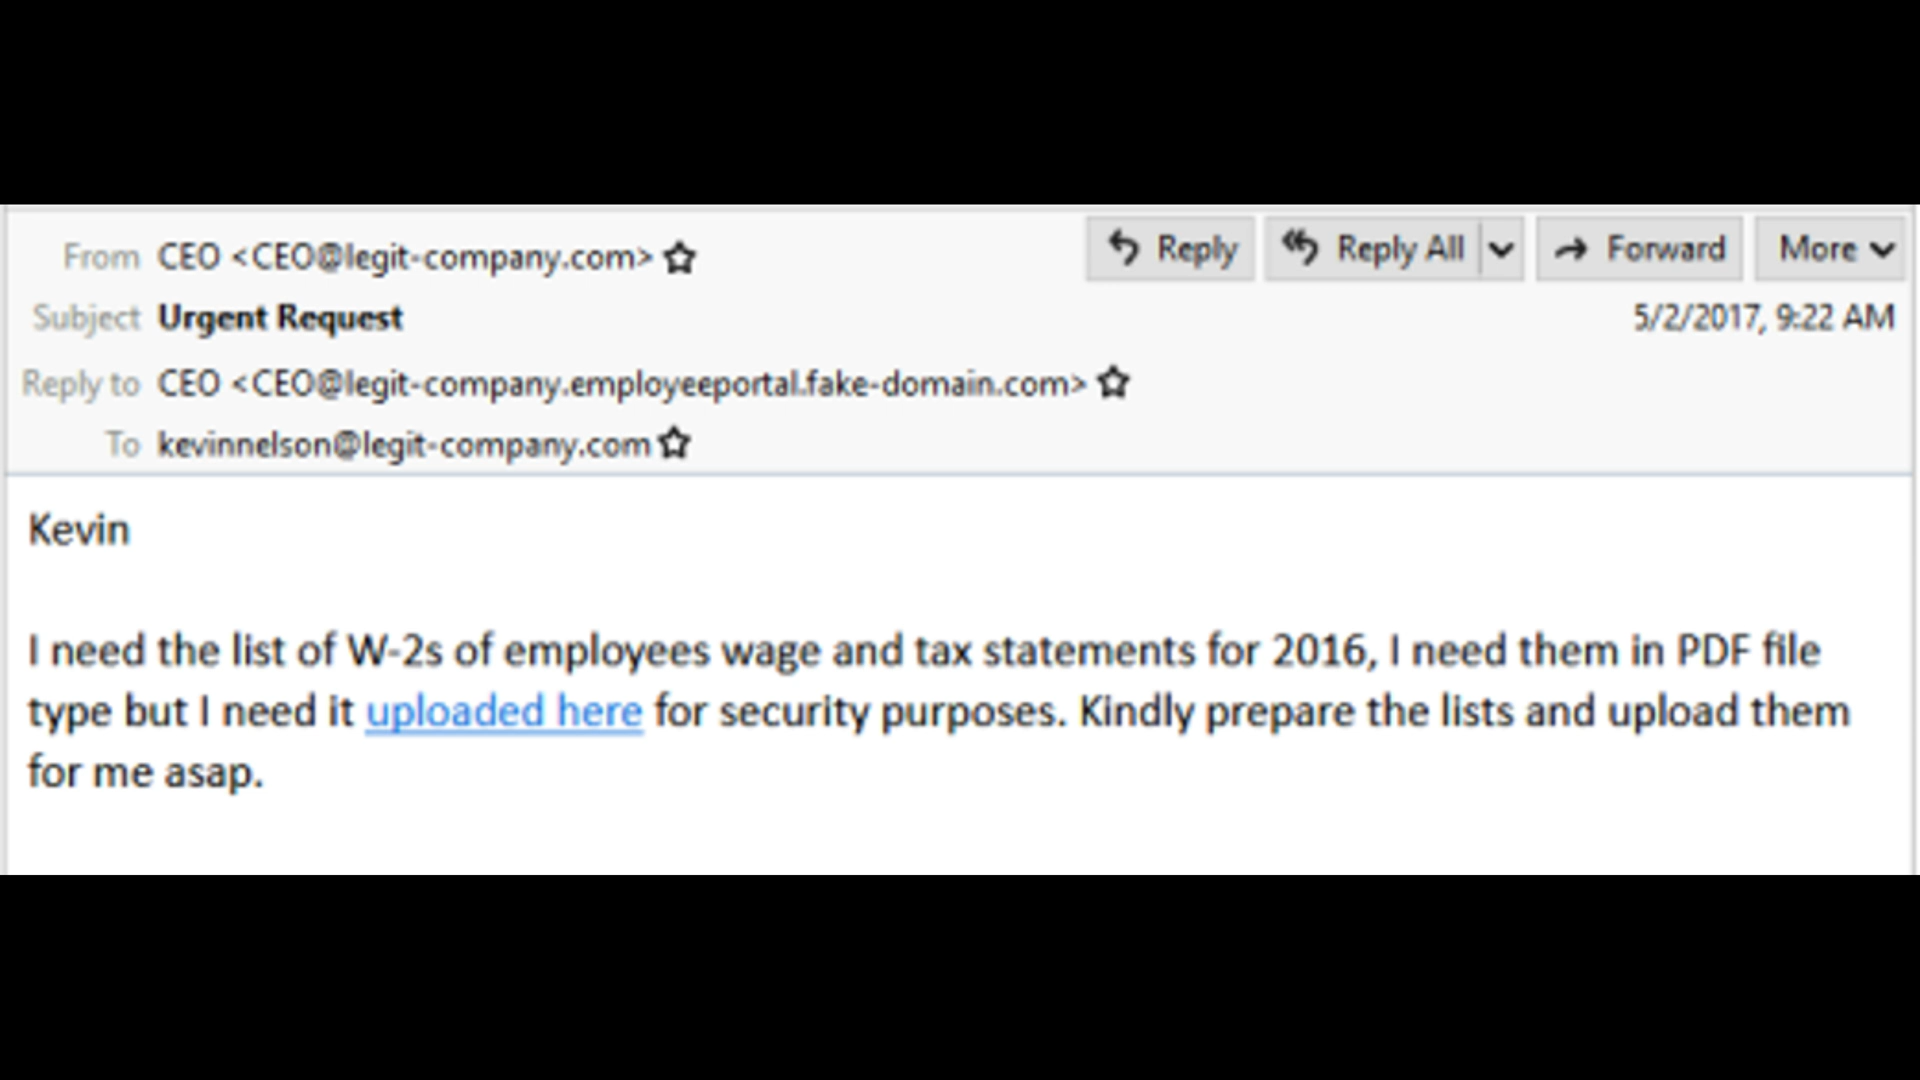 From CEO <CEO@legit-company.com> Reply Reply All Forward More
Subject Urgent Request 5/2/2017, 9:22 AM
Reply to CEO <CEO@legit-company.employeeportal.fake-domain.com>
To kevinnelson@legit-company.com
Kevin
I need the list of W-2s of employees wage and tax statements for 2016, I need them in PDF file
type but I need it uploaded here for security purposes. Kindly prepare the lists and upload them
for me asap.